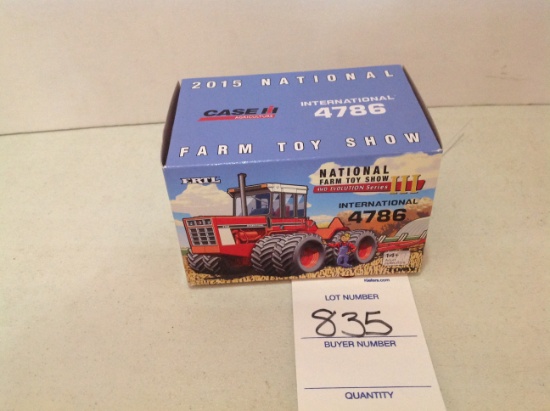 2015 NATIONAL
CASE IH
AGRICULTURE
INTERNATIONAL
4786
FARM TOY SHOW
ERTL
NATIONAL
FARM TOY SHOW
IHC EVOLUTION Series III
INTERNATIONAL
4786
LOT NUMBER
835
BUYER NUMBER
QUANTITY